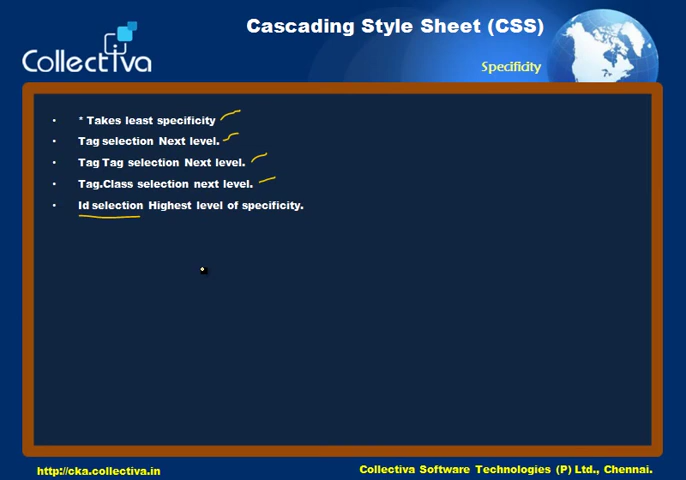 Cascading Style Sheet (CSS)
Collectiva
Specificity
• * Takes least specificity
• Tag selection Next level.
• Tag Tag selection Next level.
• Tag.Class selection next level.
• Id selection Highest level of specificity.
http://cka.collectiva.in
Collectiva Software Technologies (P) Ltd., Chennai.